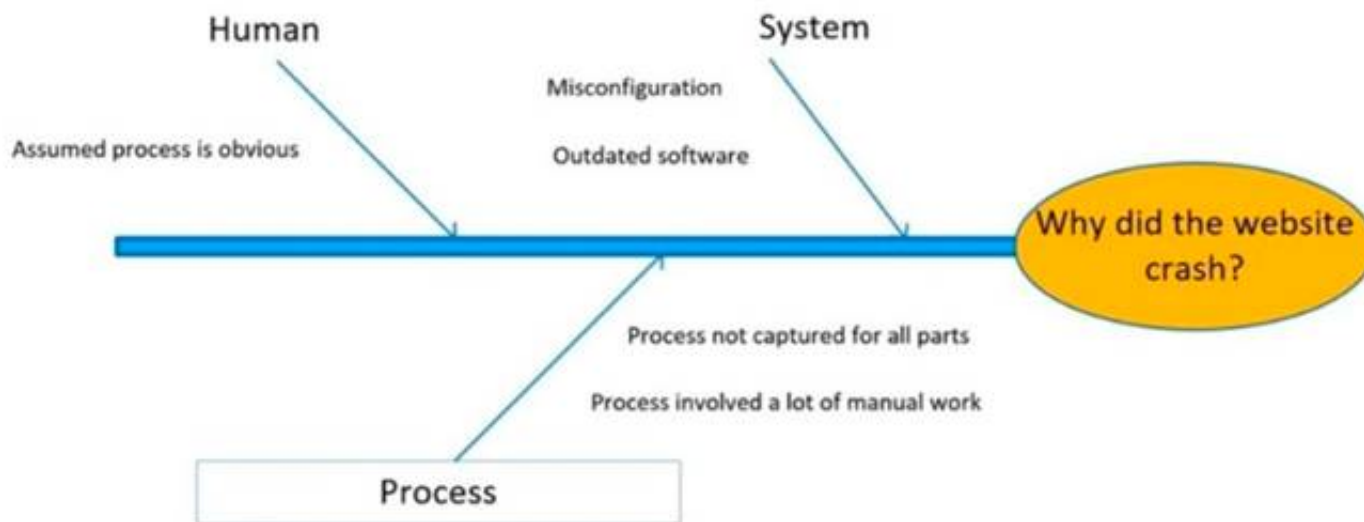 Human
System
Misconfiguration
Assumed process is obvious
Outdated software
Why did the website
crash?
Process not captured for all parts
Process involved a lot of manual work
Process